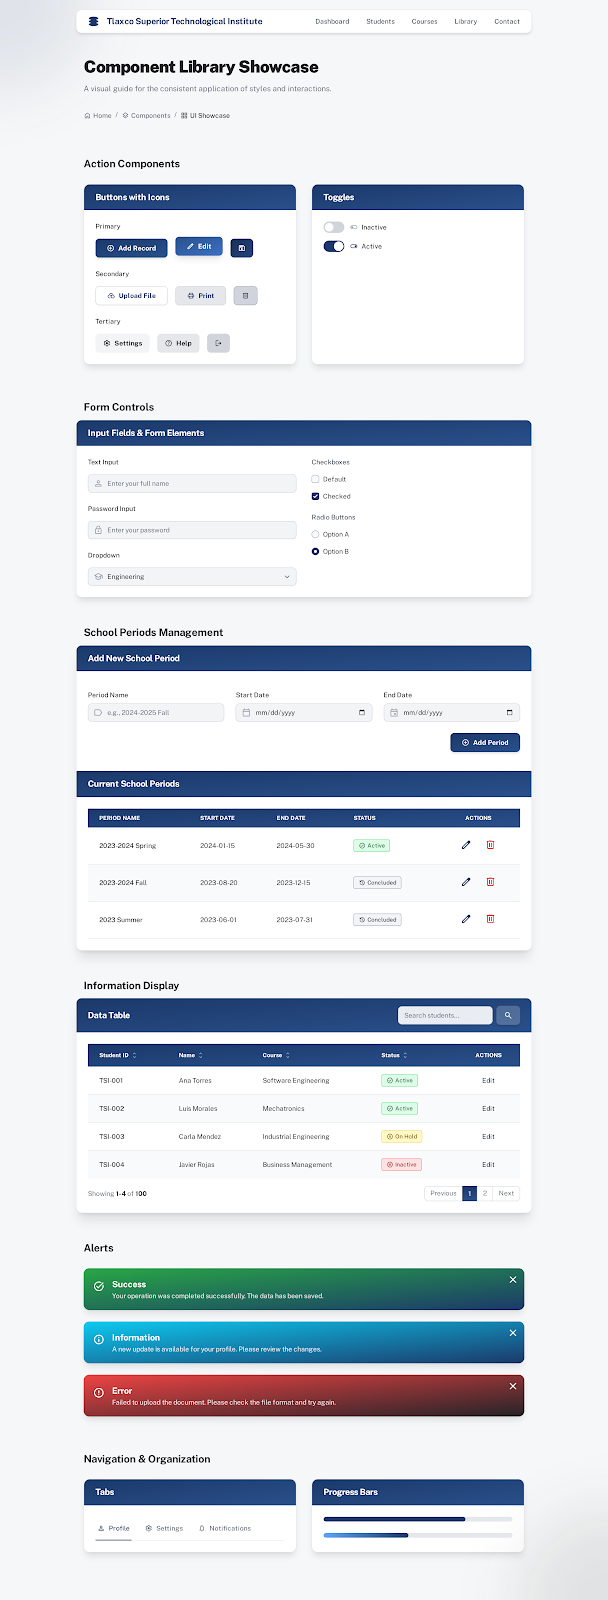 Tlaxco Superior Technological Institute Dashboard Students Courses Library Contact
Component Library Showcase
A visual guide for the consistent application of styles and interactions.
Home / Components / UI Showcase
Action Components
Buttons with Icons
Primary
Add Record Edit
Secondary
Upload File Print
Tertiary
Settings Help
Toggles
Inactive
Active
Form Controls
Input Fields & Form Elements
Text Input
Enter your full name
Password Input
Enter your password
Dropdown
Engineering
Checkboxes
Default
Checked
Radio Buttons
Option A
Option B
School Periods Management
Add New School Period
Period Name Start Date End Date
e.g., 2024-2025 Fall mm/dd/yyyy mm/dd/yyyy
Add Period
Current School Periods
PERIOD NAME START DATE END DATE STATUS ACTIONS
2023-2024 Spring 2024-01-15 2024-05-30 Active
2023-2024 Fall 2023-08-20 2023-12-15 Concluded
2023 Summer 2023-06-01 2023-07-31 Concluded
Information Display
Data Table Search students...
Student ID Name Course Status ACTIONS
TSI-001 Ana Torres Software Engineering Active Edit
TSI-002 Luis Morales Mechatronics Active Edit
TSI-003 Carla Mendez Industrial Engineering On Hold Edit
TSI-004 Javier Rojas Business Management Inactive Edit
Showing 1-4 of 100 Previous 1 2 Next
Alerts
Success
Your operation was completed successfully. The data has been saved.
Information
A new update is available for your profile. Please review the changes.
Error
Failed to upload the document. Please check the file format and try again.
Navigation & Organization
Tabs
Profile Settings Notifications
Progress Bars